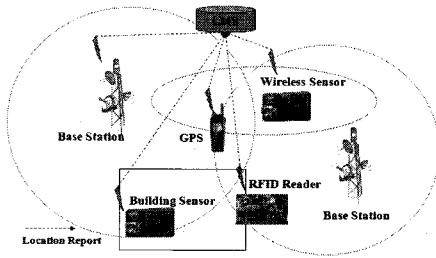 Wireless Sensor
Base Station
GPS
Building Sensor
RFID Reader
Base Station
Location Report